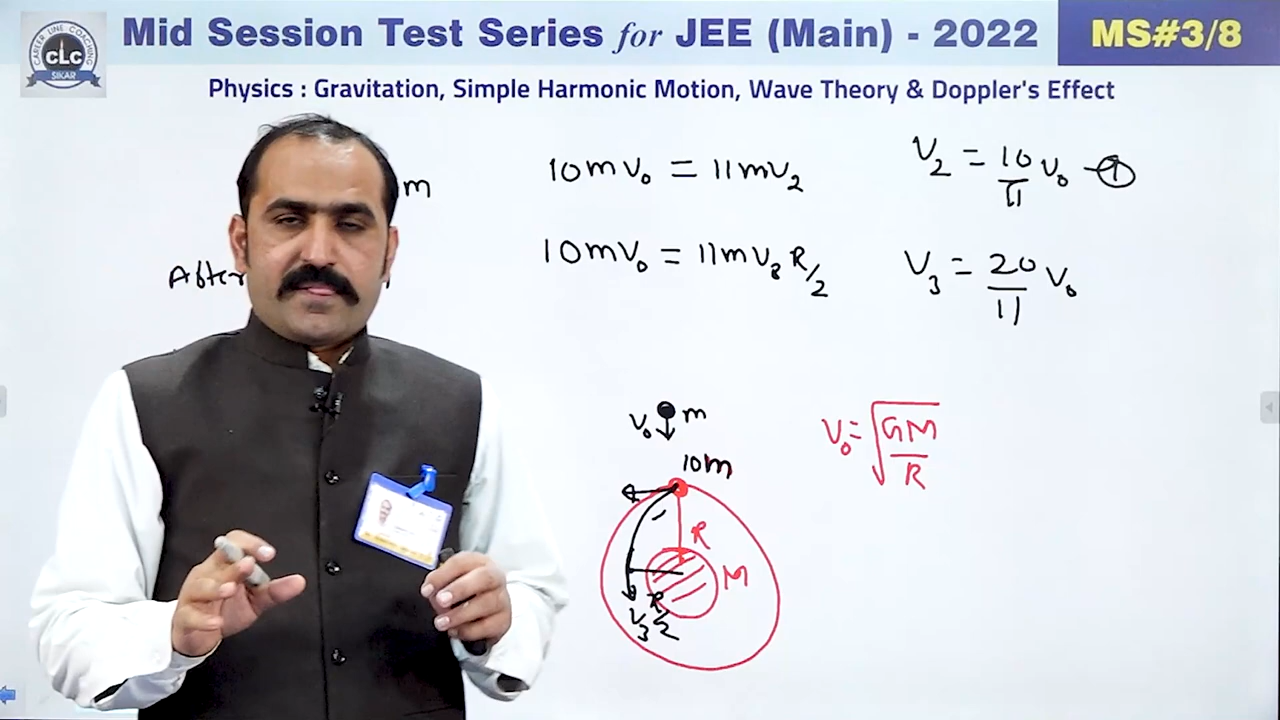 CAREER LINE COACHING
CLC
SIKAR
Mid Session Test Series for JEE (Main) - 2022
MS#3/8
Physics : Gravitation, Simple Harmonic Motion, Wave Theory & Doppler's Effect
m
10mv₀ = 11mv₂
v₂ = 10/11 v₀ -①
After
10mv₀ = 11mv₃ R/2
v₃ = 20/11 v₀
v₀ m
10m
v₀ = √GM/R
R
M
R/2
v₃